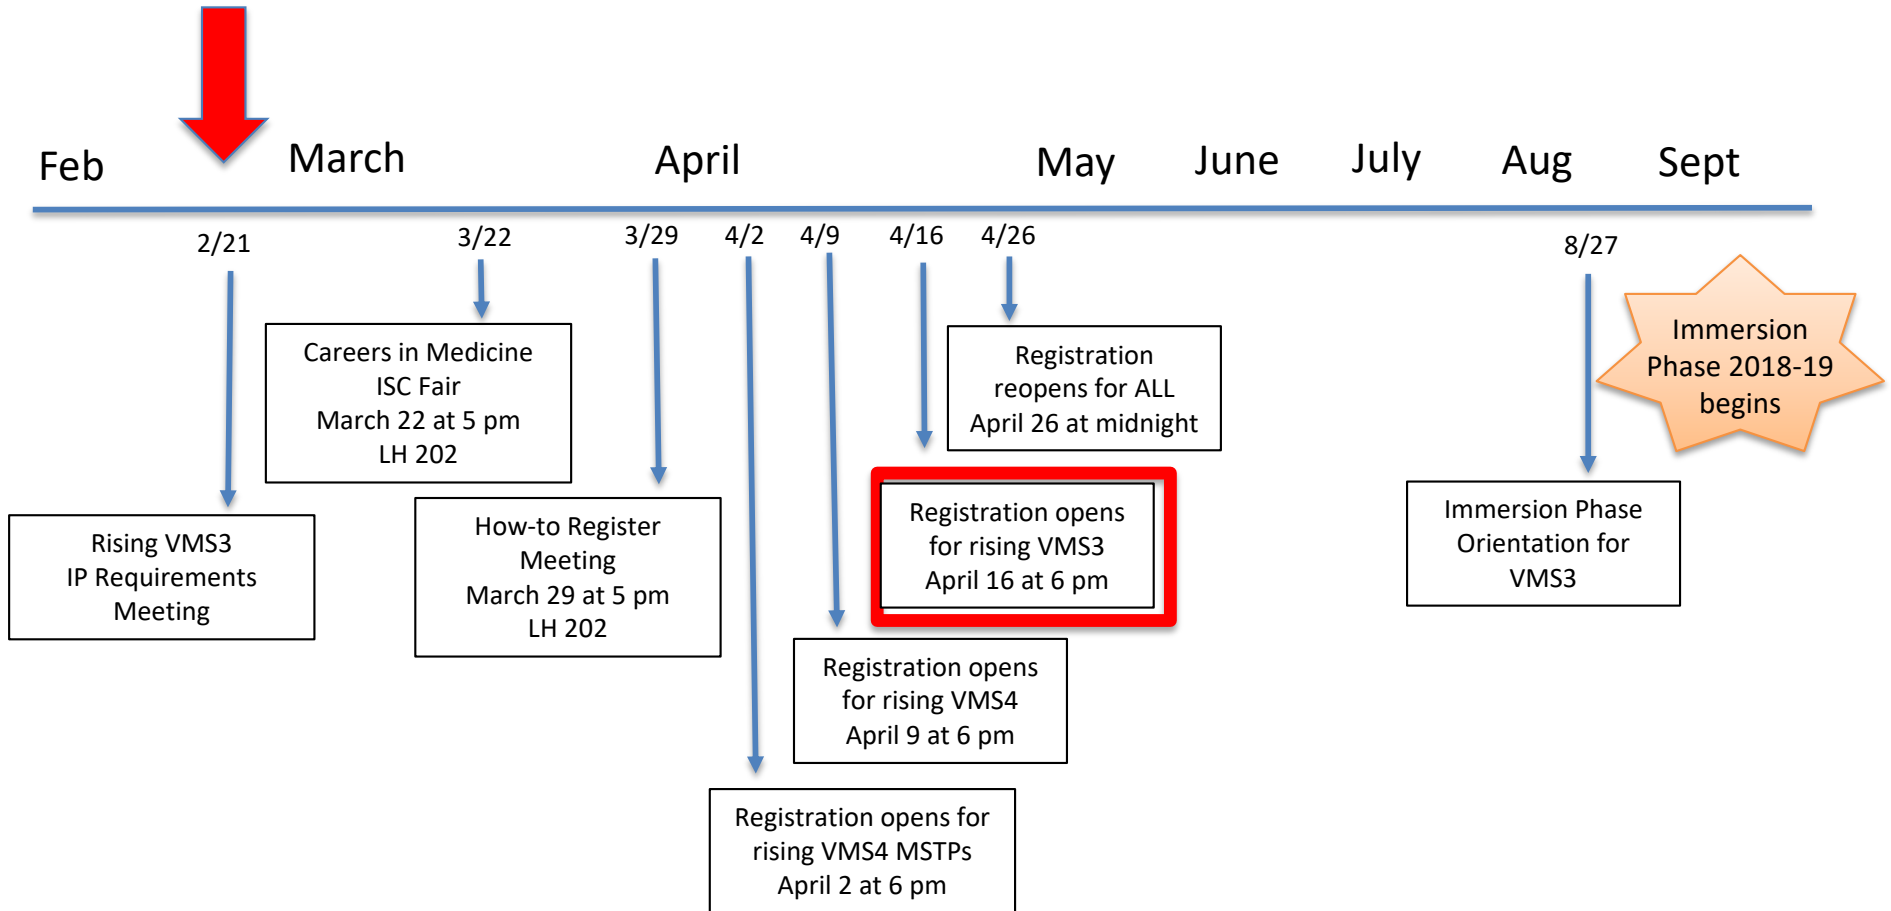 Feb
March
April
May
June
July
Aug
Sept
2/21
3/22
3/29
4/2
4/9
4/16
4/26
8/27
Rising VMS3
IP Requirements
Meeting
Careers in Medicine
ISC Fair
March 22 at 5 pm
LH 202
How-to Register
Meeting
March 29 at 5 pm
LH 202
Registration opens for
rising VMS4 MSTPs
April 2 at 6 pm
Registration opens
for rising VMS4
April 9 at 6 pm
Registration opens
for rising VMS3
April 16 at 6 pm
Registration
reopens for ALL
April 26 at midnight
Immersion Phase
Orientation for
VMS3
Immersion
Phase 2018-19
begins